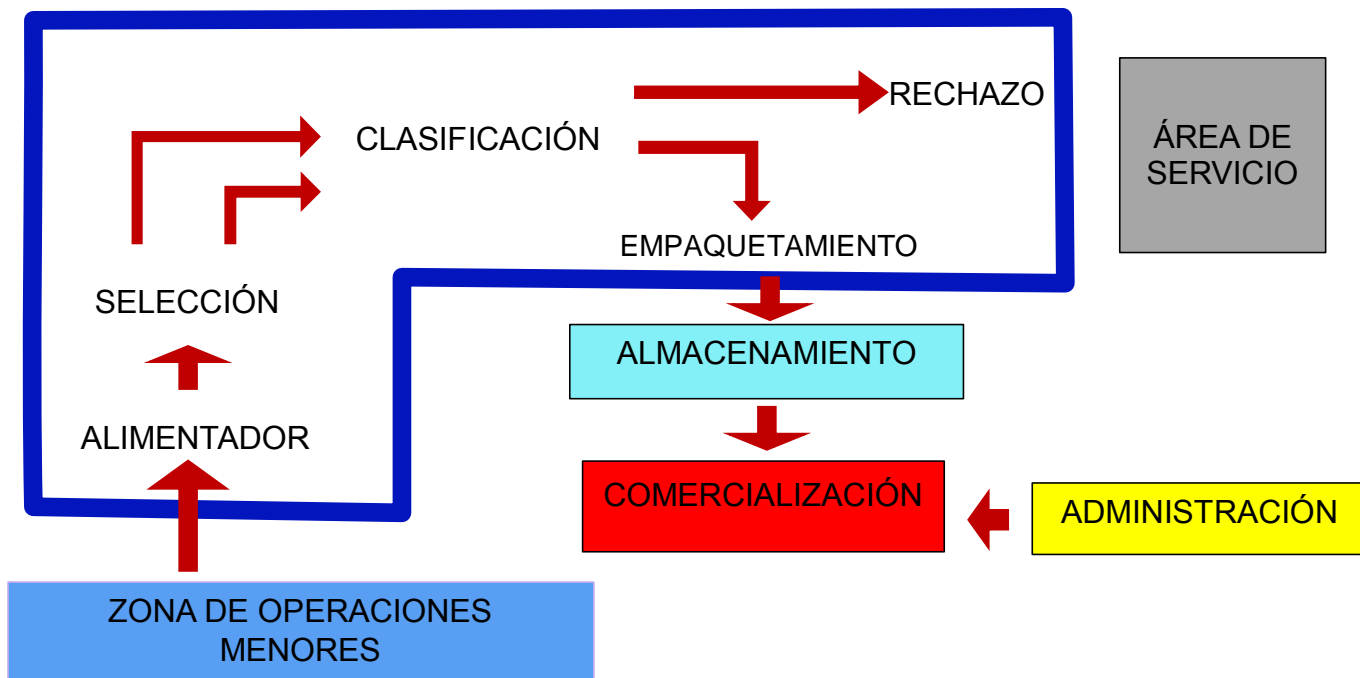 RECHAZO
CLASIFICACIÓN
ÁREA DE
SERVICIO
EMPAQUETAMIENTO
SELECCIÓN
ALMACENAMIENTO
ALIMENTADOR
COMERCIALIZACIÓN
ADMINISTRACIÓN
ZONA DE OPERACIONES
MENORES